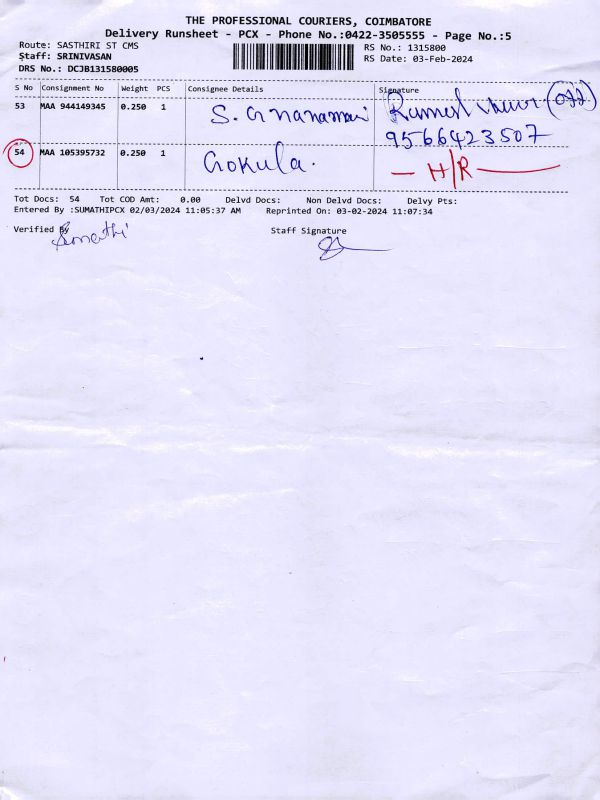 THE PROFESSIONAL COURIERS, COIMBATORE
Delivery Runsheet - PCX - Phone No.:0422-3505555 - Page No.:5
Route: SASTHIRI ST CMS RS No.: 1315800
Staff: SRINIVASAN RS Date: 03-Feb-2024
DRS No.: DCJB131580005
S No Consignment No Weight PCS Consignee Details Signature
53 MAA 944149345 0.250 1 S. Gnanamani (Off)
9566423507
54 MAA 105395732 0.250 1 Gokula. — H/R —
Tot Docs: 54 Tot COD Amt: 0.00 Delvd Docs: Non Delvd Docs: Delvy Pts:
Entered By :SUMATHIPCX 02/03/2024 11:05:37 AM Reprinted On: 03-02-2024 11:07:34
Verified By Staff Signature
Sumathi